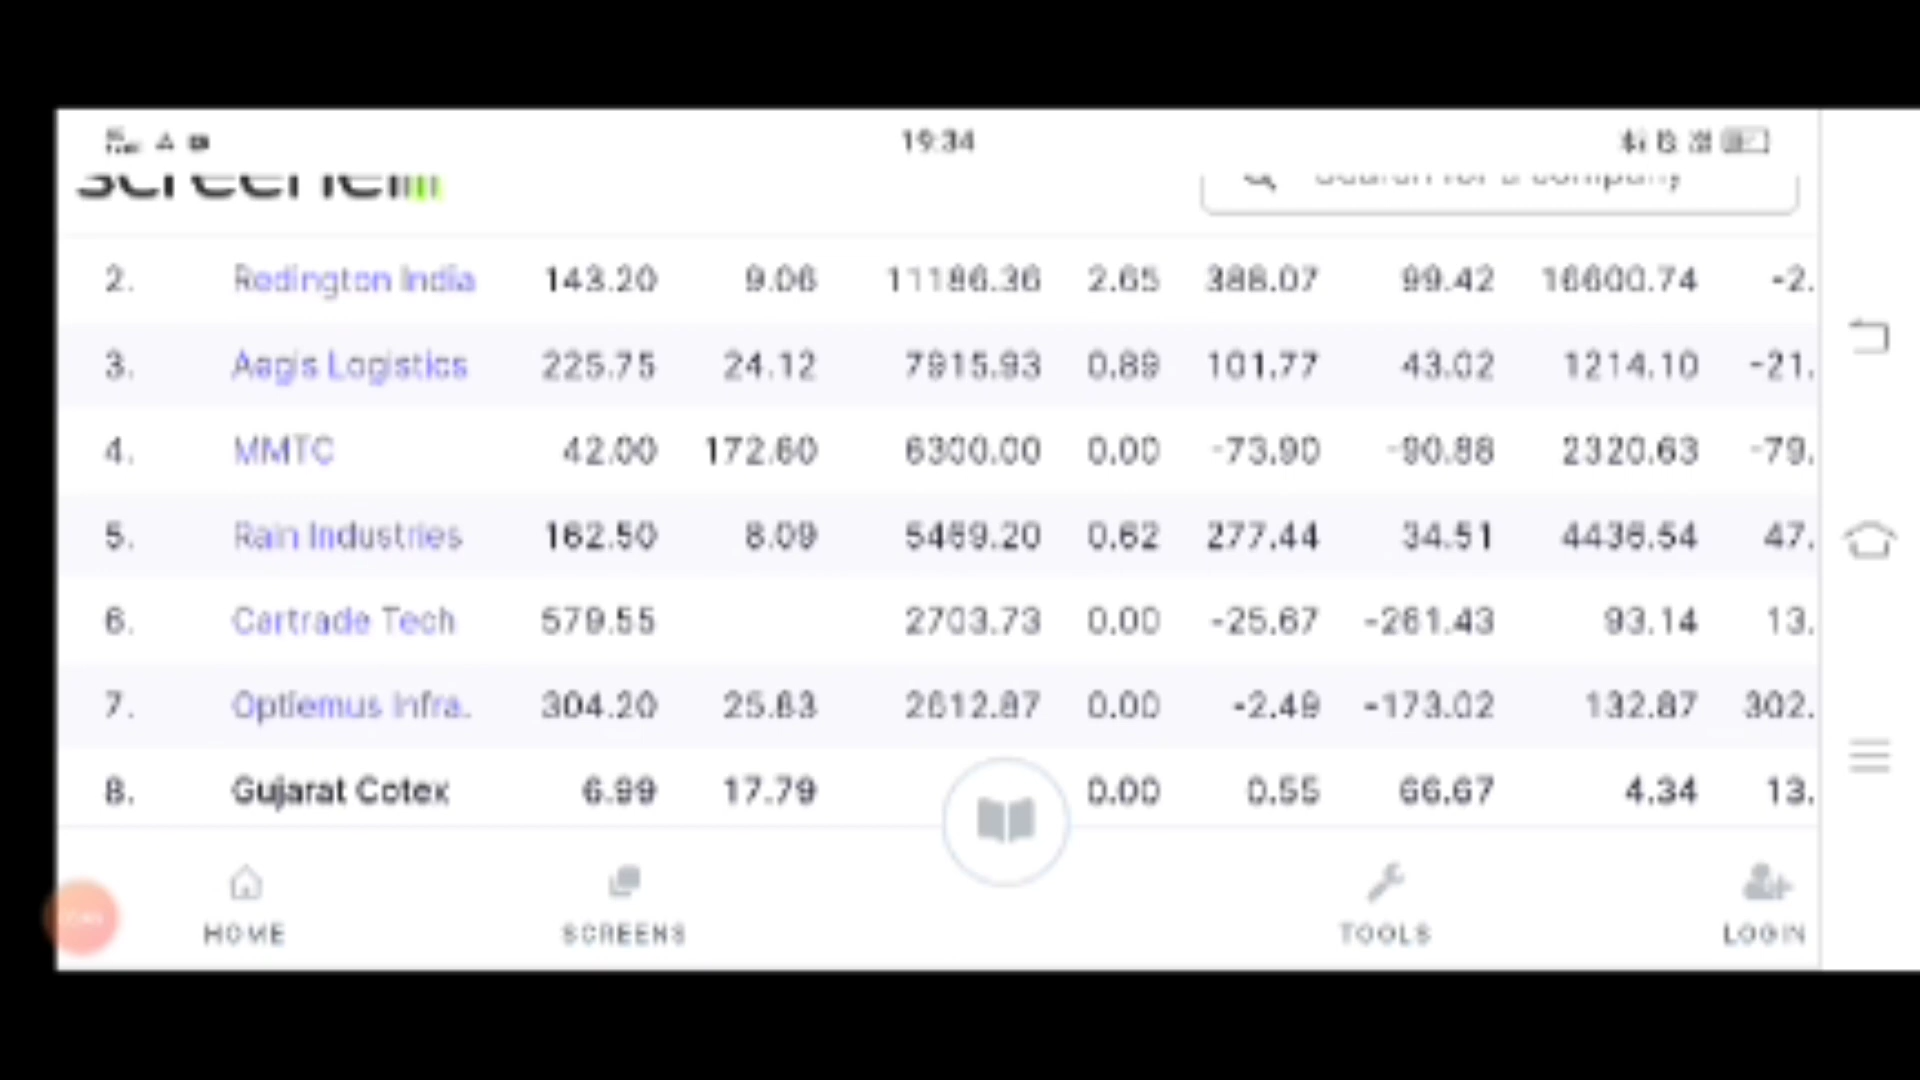 19:34
screener
Search for a company
2. Redington India 143.20 9.06 11186.36 2.65 388.07 99.42 16600.74 -2.
3. Aegis Logistics 225.75 24.12 7915.93 0.89 101.77 43.02 1214.10 -21.
4. MMTC 42.00 172.60 6300.00 0.00 -73.90 -90.88 2320.63 -79.
5. Rain Industries 162.50 8.09 5469.20 0.62 277.44 34.51 4436.54 47.
6. Cartrade Tech 579.55 2703.73 0.00 -25.67 -261.43 93.14 13.
7. Optiemus Infra. 304.20 25.83 2612.87 0.00 -2.49 -173.02 132.87 302.
8. Gujarat Cotex 6.99 17.79 0.00 0.55 66.67 4.34 13.
HOME SCREENS TOOLS LOGIN